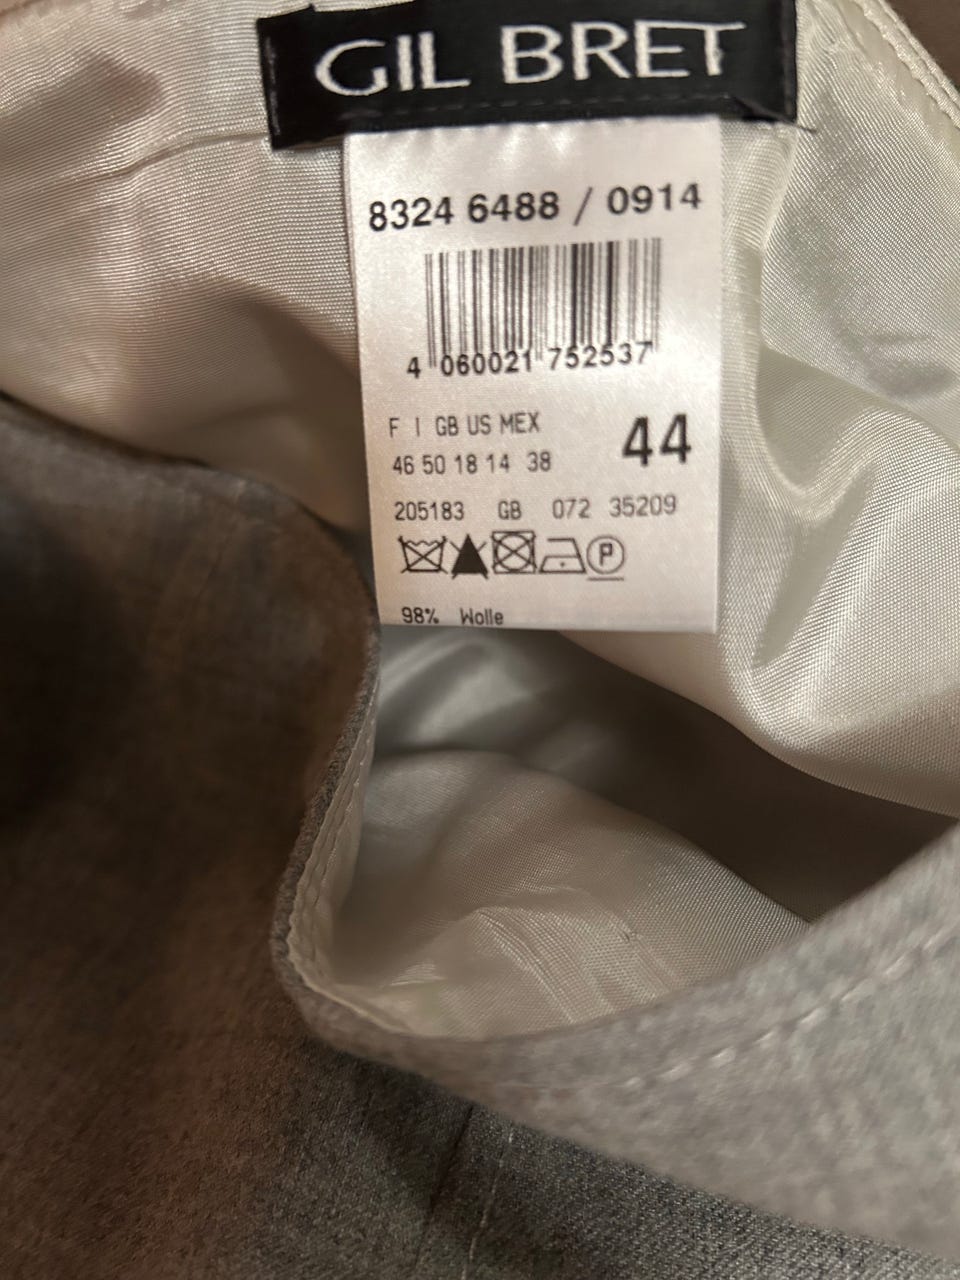 GIL BRET
8324 6488 / 0914
4 060021 752537
F I GB US MEX
46 50 18 14 38
44
205183 GB 072 35209
P
98% Wolle